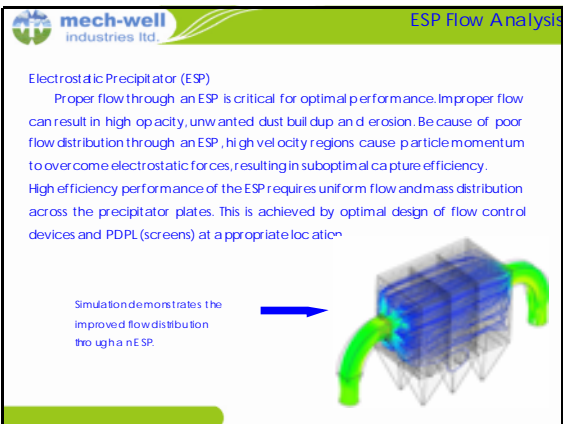 mech-well
industries ltd.
ESP Flow Analysis
Electrostatic Precipitator (ESP)
Proper flow through an ESP is critical for optimal performance. Improper flow
can result in high opacity, unwanted dust build up and erosion. Because of poor
flow distribution through an ESP, high velocity regions cause particle momentum
to overcome electrostatic forces, resulting in suboptimal capture efficiency.
High efficiency performance of the ESP requires uniform flow and mass distribution
across the precipitator plates. This is achieved by optimal design of flow control
devices and PDPL (screens) at appropriate location
Simulation demonstrates the
improved flow distribution
through an ESP.